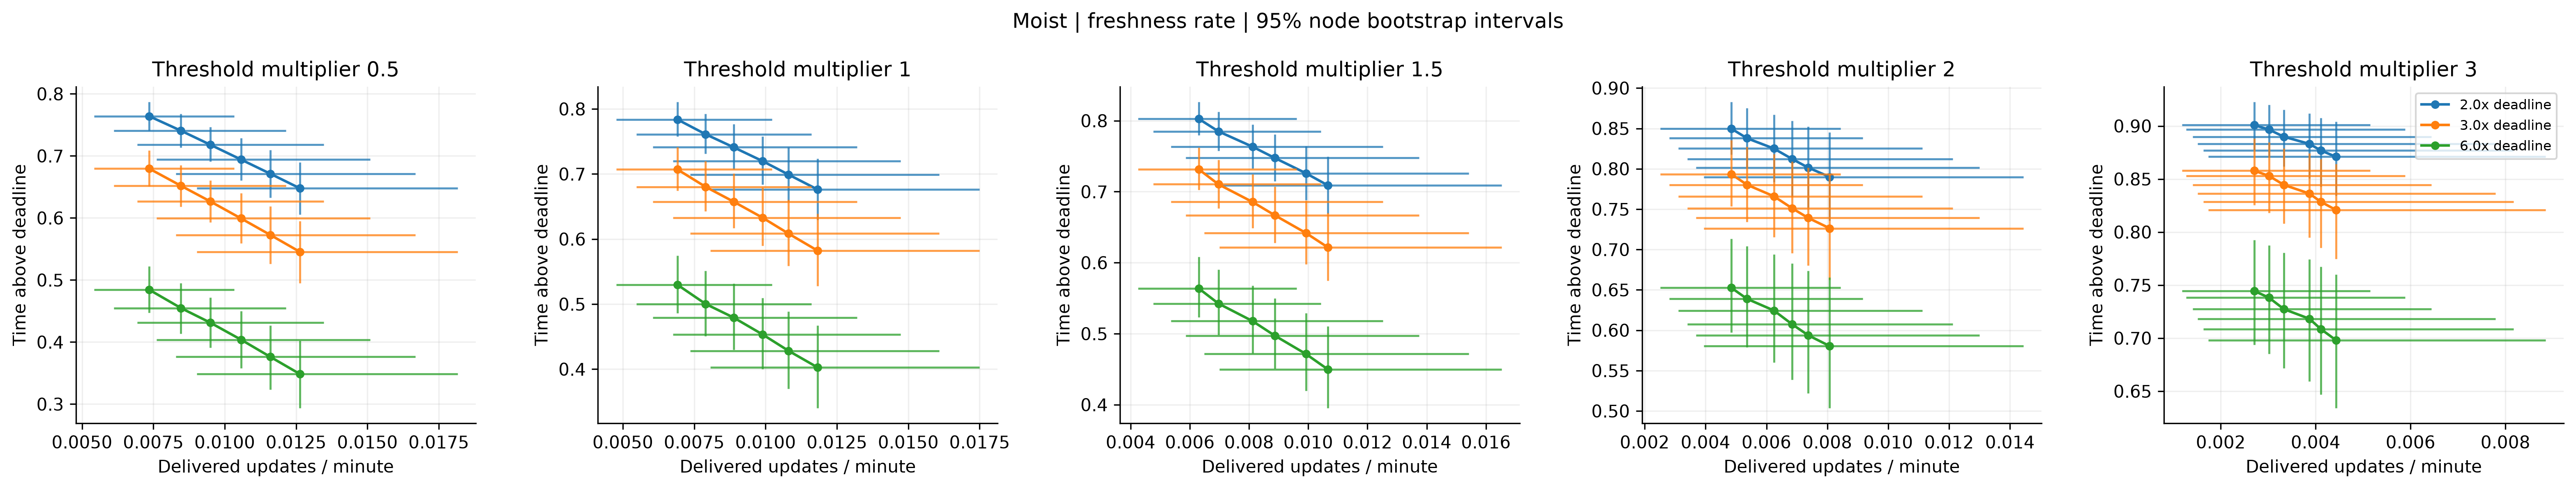 Moist | freshness rate | 95% node bootstrap intervals
Threshold multiplier 0.5
0.8
0.7
0.6
0.5
0.4
0.3
Time above deadline
0.0050 0.0075 0.0100 0.0125 0.0150 0.0175
Delivered updates / minute
Threshold multiplier 1
0.8
0.7
0.6
0.5
0.4
Time above deadline
0.0050 0.0075 0.0100 0.0125 0.0150 0.0175
Delivered updates / minute
Threshold multiplier 1.5
0.8
0.7
0.6
0.5
0.4
Time above deadline
0.004 0.006 0.008 0.010 0.012 0.014 0.016
Delivered updates / minute
Threshold multiplier 2
0.90
0.85
0.80
0.75
0.70
0.65
0.60
0.55
0.50
Time above deadline
0.002 0.004 0.006 0.008 0.010 0.012 0.014
Delivered updates / minute
Threshold multiplier 3
2.0x deadline
3.0x deadline
6.0x deadline
0.90
0.85
0.80
0.75
0.70
0.65
Time above deadline
0.002 0.004 0.006 0.008
Delivered updates / minute